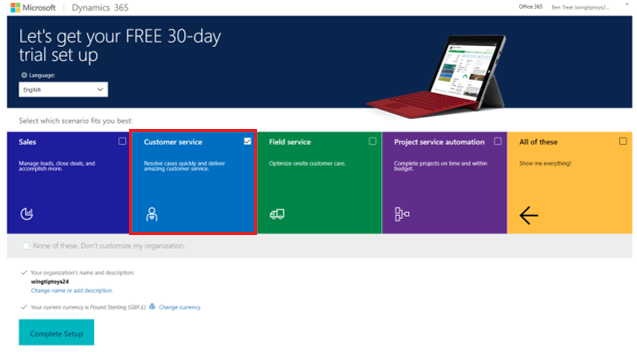 Microsoft | Dynamics 365
Office 365
Ben Treat (wingtiptoys2...
Let's get your FREE 30-day
trial set up
Language:
English
Select which scenario fits you best:
Sales
Manage leads, close deals, and
accomplish more.
Customer service
Resolve cases quickly and deliver
amazing customer service.
Field service
Optimize onsite customer care.
Project service automation
Complete projects on time and within
budget.
All of these
Show me everything!
None of these. Don't customize my organization.
Your organization's name and description:
wingtiptoys24
Change name or add description
Your current currency is Pound Sterling (GBP,£) Change currency
Complete Setup